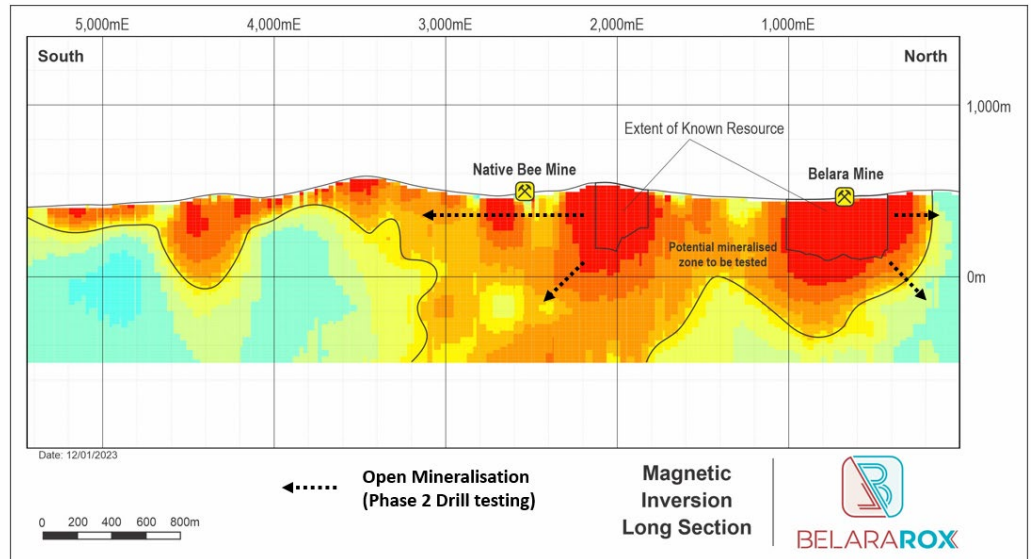 5,000mE 4,000mE 3,000mE 2,000mE 1,000mE
South North
1,000m
Extent of Known Resource
Native Bee Mine Belara Mine
Potential mineralised
zone to be tested
0m
Date: 12/01/2023
Open Mineralisation
(Phase 2 Drill testing)
0 200 400 600 800m
Magnetic
Inversion
Long Section
BELARAROX